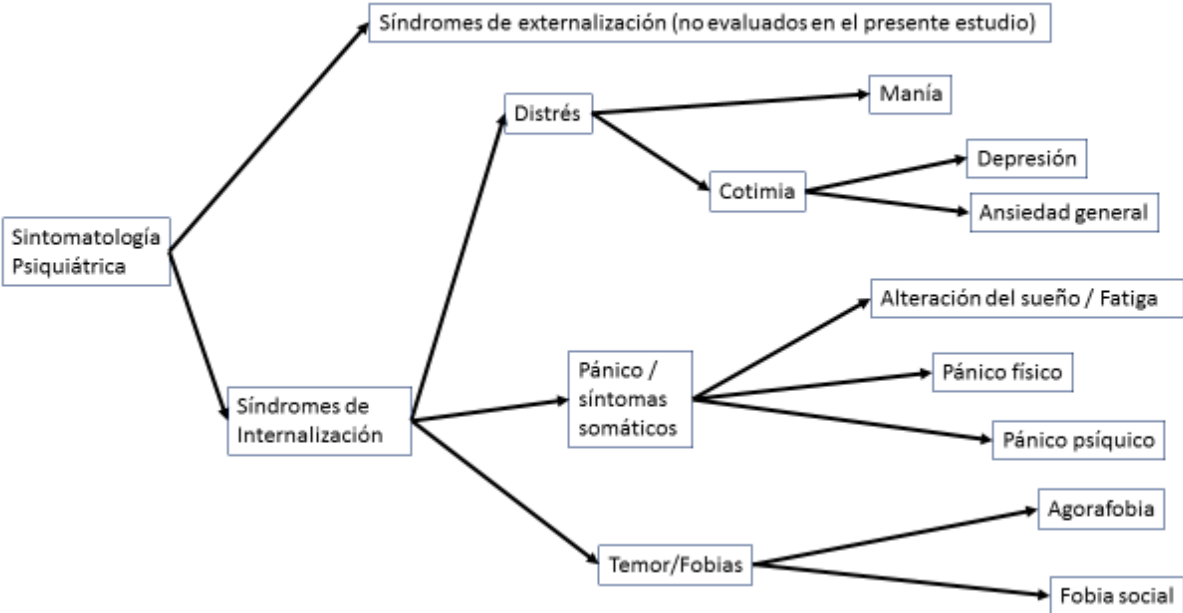 Síndromes de externalización (no evaluados en el presente estudio)
Manía
Distrés
Depresión
Cotimia
Ansiedad general
Sintomatología
Psiquiátrica
Alteración del sueño / Fatiga
Pánico /
síntomas
somáticos
Pánico físico
Síndromes de
Internalización
Pánico psíquico
Agorafobia
Temor/Fobias
Fobia social